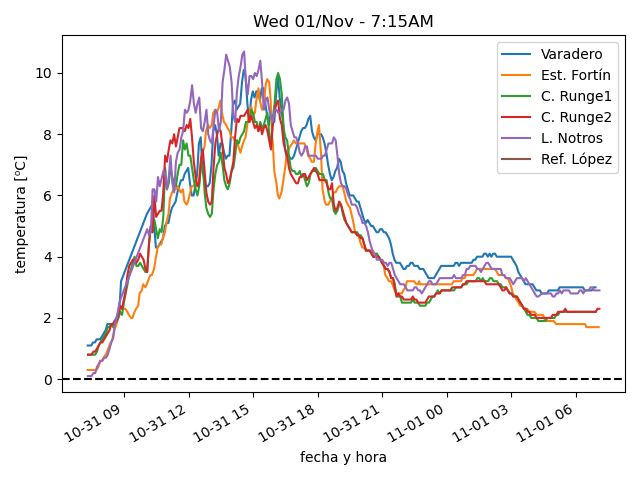 Wed 01/Nov - 7:15AM
temperatura [°C]
10
8
6
4
2
0
Varadero
Est. Fortín
C. Runge1
C. Runge2
L. Notros
Ref. López
10-31 09
10-31 12
10-31 15
10-31 18
10-31 21
11-01 00
11-01 03
11-01 06
fecha y hora